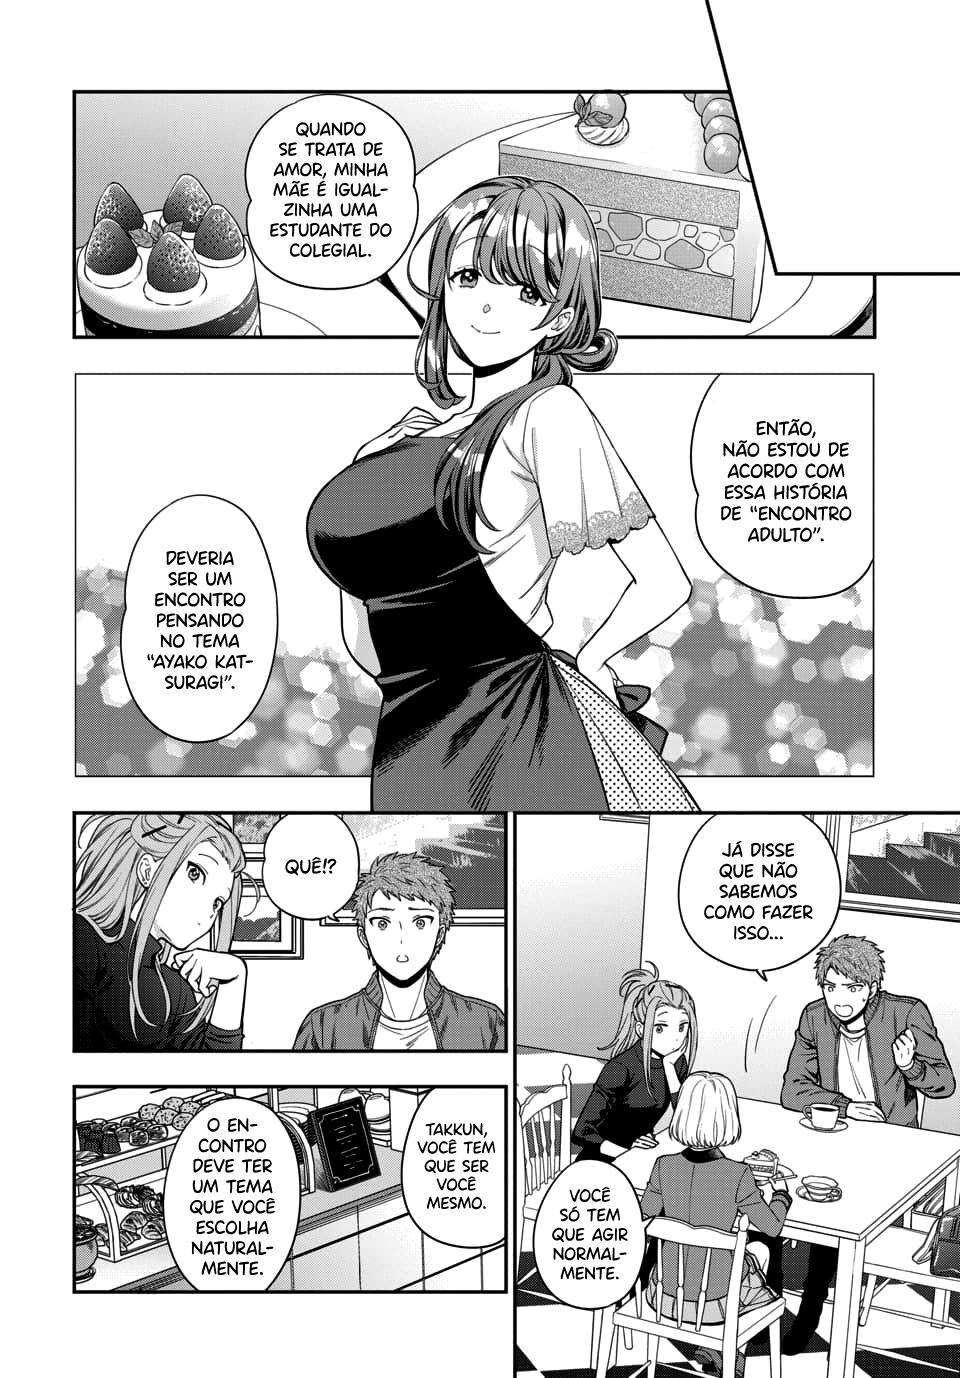 QUANDO
SE TRATA DE
AMOR, MINHA
MÃE É IGUAL-
ZINHA UMA
ESTUDANTE DO
COLEGIAL.
ENTÃO,
NÃO ESTOU DE
ACORDO COM
ESSA HISTÓRIA
DE “ENCONTRO
ADULTO”.
DEVERIA
SER UM
ENCONTRO
PENSANDO
NO TEMA
“AYAKO KAT-
SURAGI”.
QUÊ!?
JÁ DISSE
QUE NÃO
SABEMOS
COMO FAZER
ISSO...
VOCÊ
SÓ TEM
QUE AGIR
NORMAL-
MENTE.
TAKKUN,
VOCÊ TEM
QUE SER
VOCÊ
MESMO.
O EN-
CONTRO
DEVE TER
UM TEMA
QUE VOCÊ
ESCOLHA
NATURAL-
MENTE.